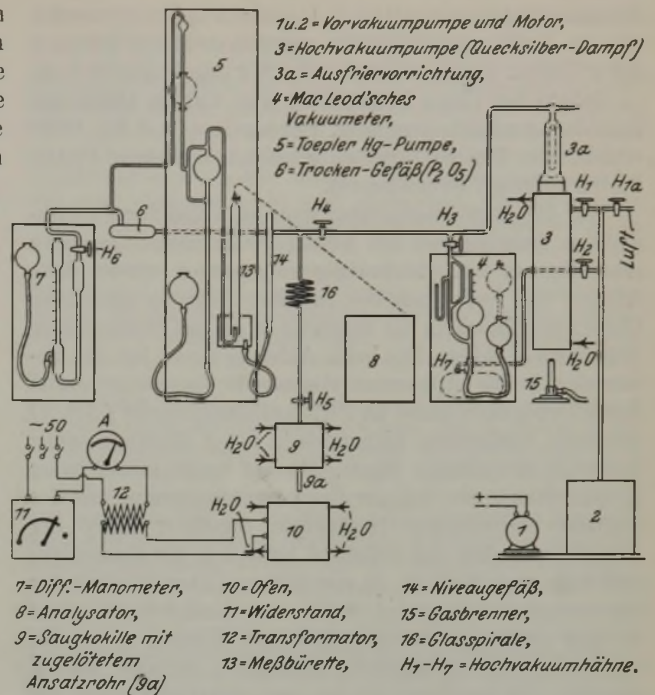 1u.2=Vorvakuumpumpe und Motor,
3=Hochvakuumpumpe (Quecksilber-Dampf)
3a=Ausfriervorrichtung,
4=Mac Leod'sches
Vakuumeter,
5=Toepler Hg-Pumpe,
6=Trocken-Gefäß(P₂O₅)
5
6
7
H₆
13
14
H₄
16
8
H₃
4
H₇
3a
H₁
H₁ₐ
H₂O
3
H₂
Luft
H₂O
15
H₅
H₂O
9
H₂O
9a
~50
A
12
11
H₂O
10
H₂O
+
−
1
2
7=Diff.-Manometer,
8=Analysator,
9=Saugkokille mit
zugelötetem
Ansatzrohr (9a)
10=Ofen,
11=Widerstand,
12=Transformator,
13=Meßbürette,
14=Niveaugefäß,
15=Gasbrenner,
16=Glasspirale,
H₁-H₇=Hochvakuumhähne.